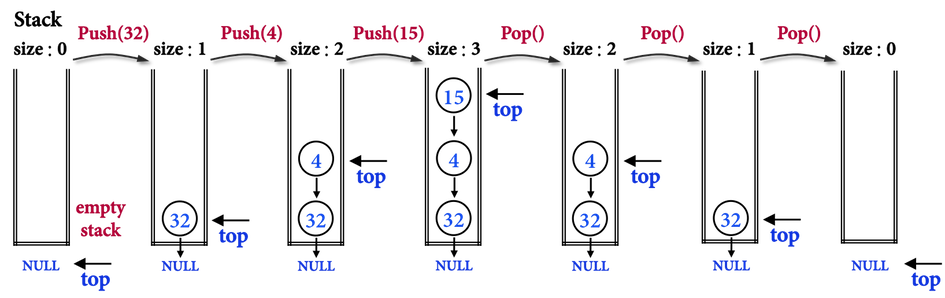 Stack
Push(32) Push(4) Push(15) Pop() Pop() Pop()
size : 0 size : 1 size : 2 size : 3 size : 2 size : 1 size : 0
15
top
4 4 4
top top
empty
stack
32 32 32 32 32
top top
NULL NULL NULL NULL NULL NULL NULL
top top